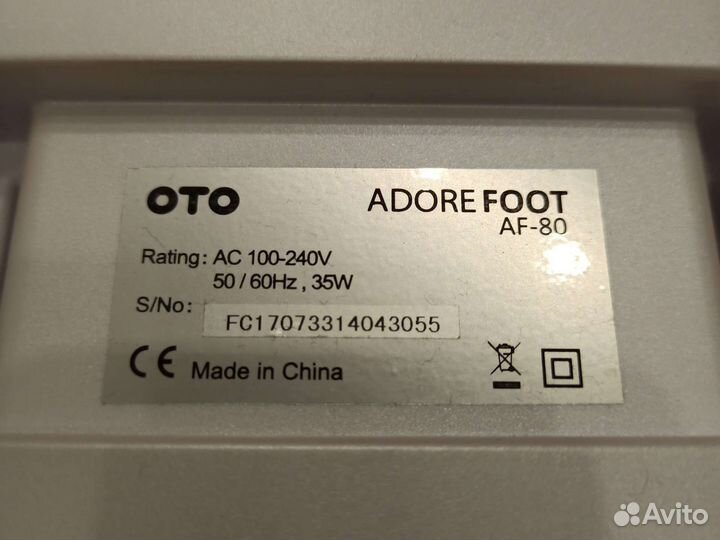 OTO
ADORE FOOT
AF-80
Rating: AC 100-240V
50 / 60Hz , 35W
S/No: FC17073314043055
CE Made in China
Avito